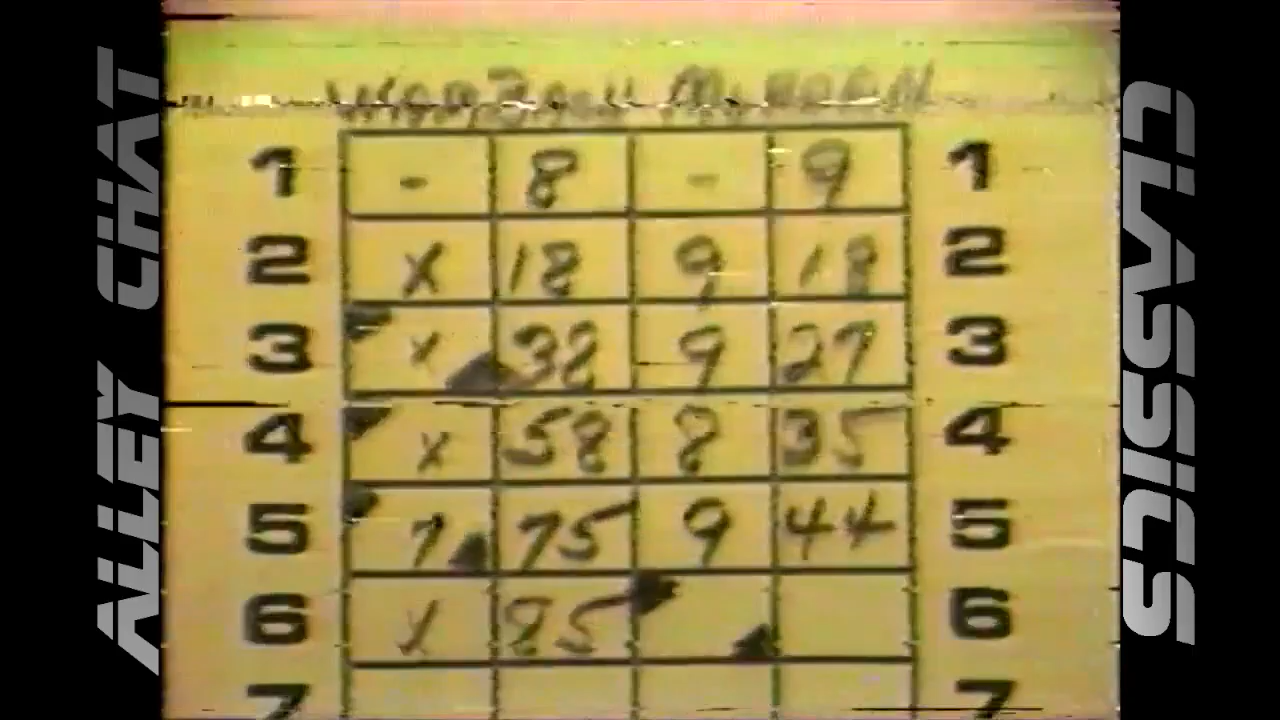 ALLEY CHAT
1 - 8 - 9 1
2 X 18 9 18 2
3 X 38 9 27 3
4 X 58 8 35 4
5 7 75 9 44 5
6 X 85 6
7 7
CLASSICS